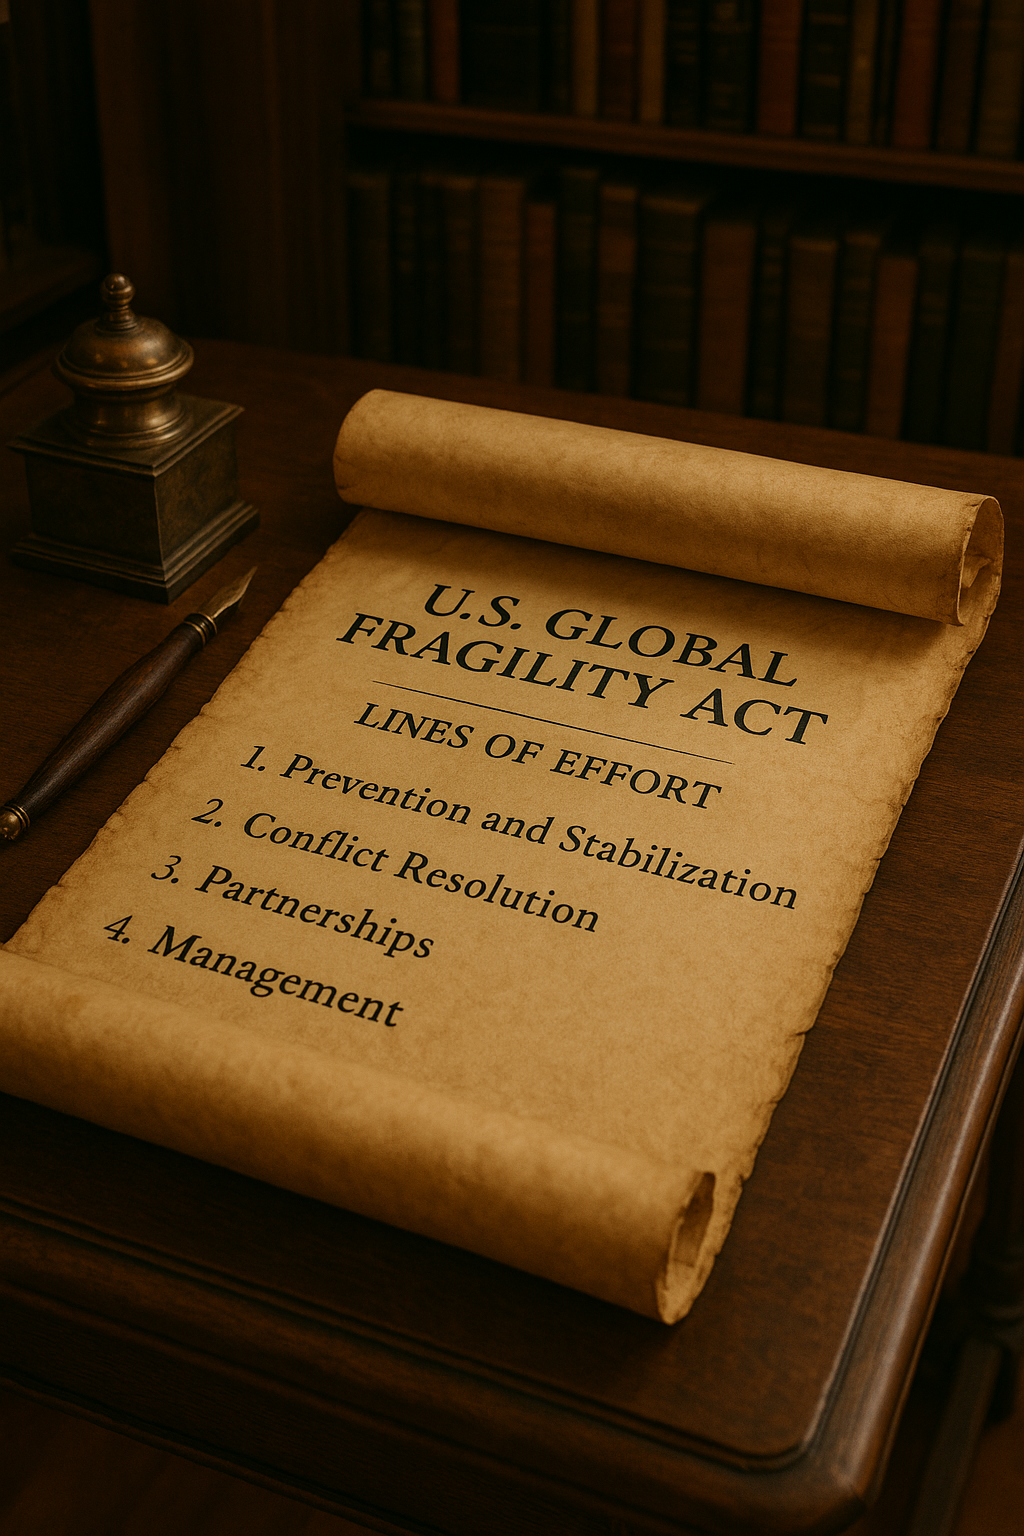 U.S. GLOBAL
FRAGILITY ACT
LINES OF EFFORT
1. Prevention and Stabilization
2. Conflict Resolution
3. Partnerships
4. Management